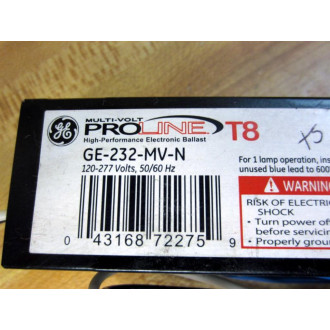 MULTI-VOLT
PROLINE T8
High-Performance Electronic Ballast
GE-232-MV-N
120-277 Volts, 50/60 Hz
0 43168 72275 9
For 1 lamp operation, ins
unused blue lead to 600
WARNING
RISK OF ELECTRI
SHOCK
• Turn power of
before servicin
• Properly groun
GE
x5